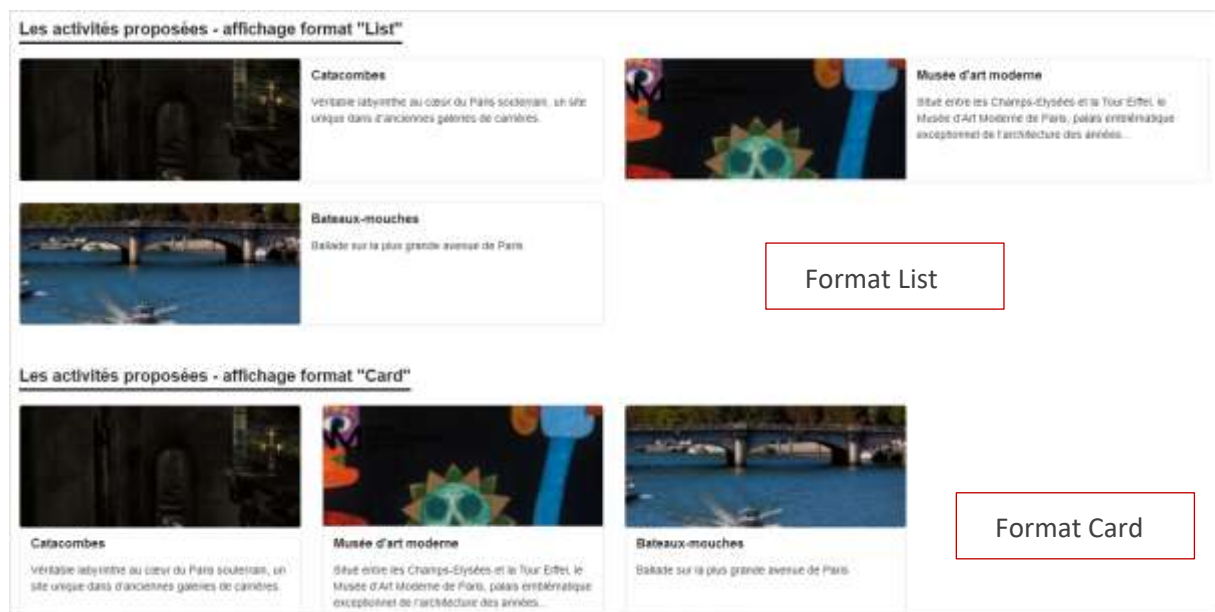 Les activités proposées - affichage format "List"
Catacombes
Véritable labyrinthe au cœur du Paris souterrain, un site
unique dans d'anciennes galeries de carrières.
Musée d'art moderne
Situé entre les Champs-Elysées et la Tour Eiffel, le
Musée d'Art Moderne de Paris, palais emblématique
exceptionnel de l'architecture des années...
Bateaux-mouches
Ballade sur la plus grande avenue de Paris
Format List
Les activités proposées - affichage format "Card"
Catacombes
Véritable labyrinthe au cœur du Paris souterrain, un
site unique dans d'anciennes galeries de carrières.
Musée d'art moderne
Situé entre les Champs-Elysées et la Tour Eiffel, le
Musée d'Art Moderne de Paris, palais emblématique
exceptionnel de l'architecture des années...
Bateaux-mouches
Ballade sur la plus grande avenue de Paris
Format Card